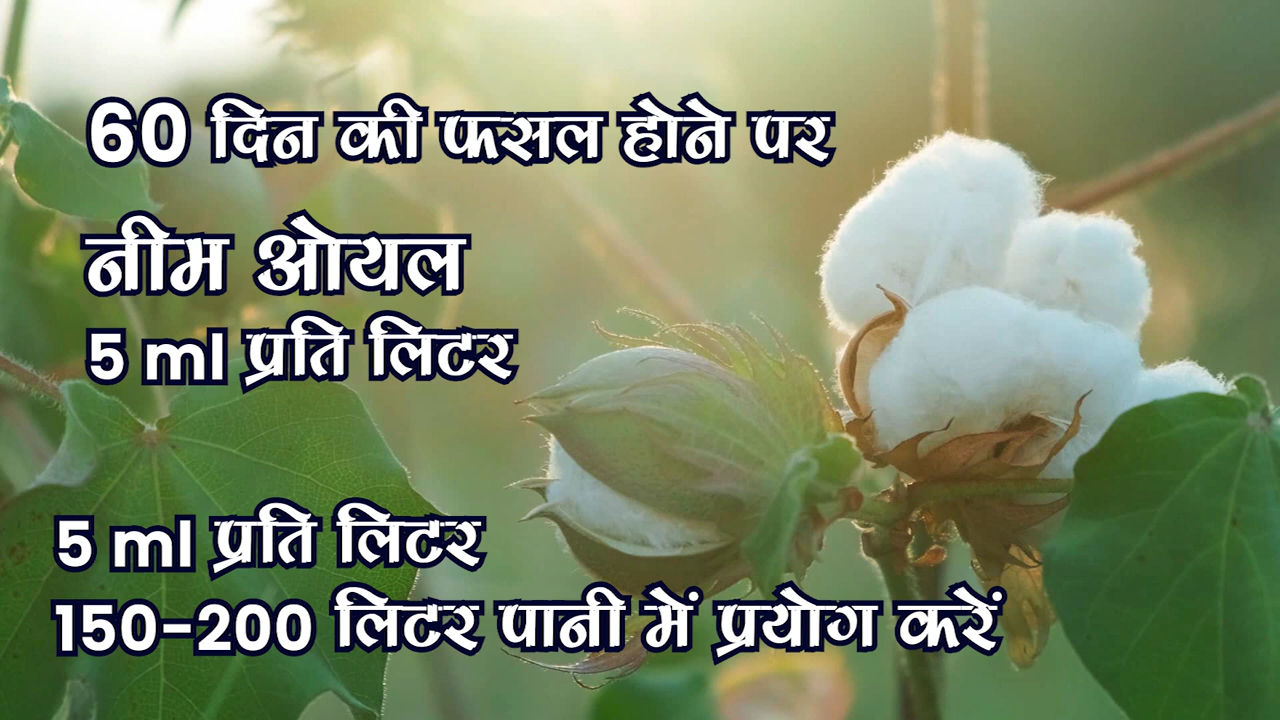 60 दिन की फसल होने पर
नीम ओयल
5 ml प्रति लिटर
5 ml प्रति लिटर
150-200 लिटर पानी में प्रयोग करें